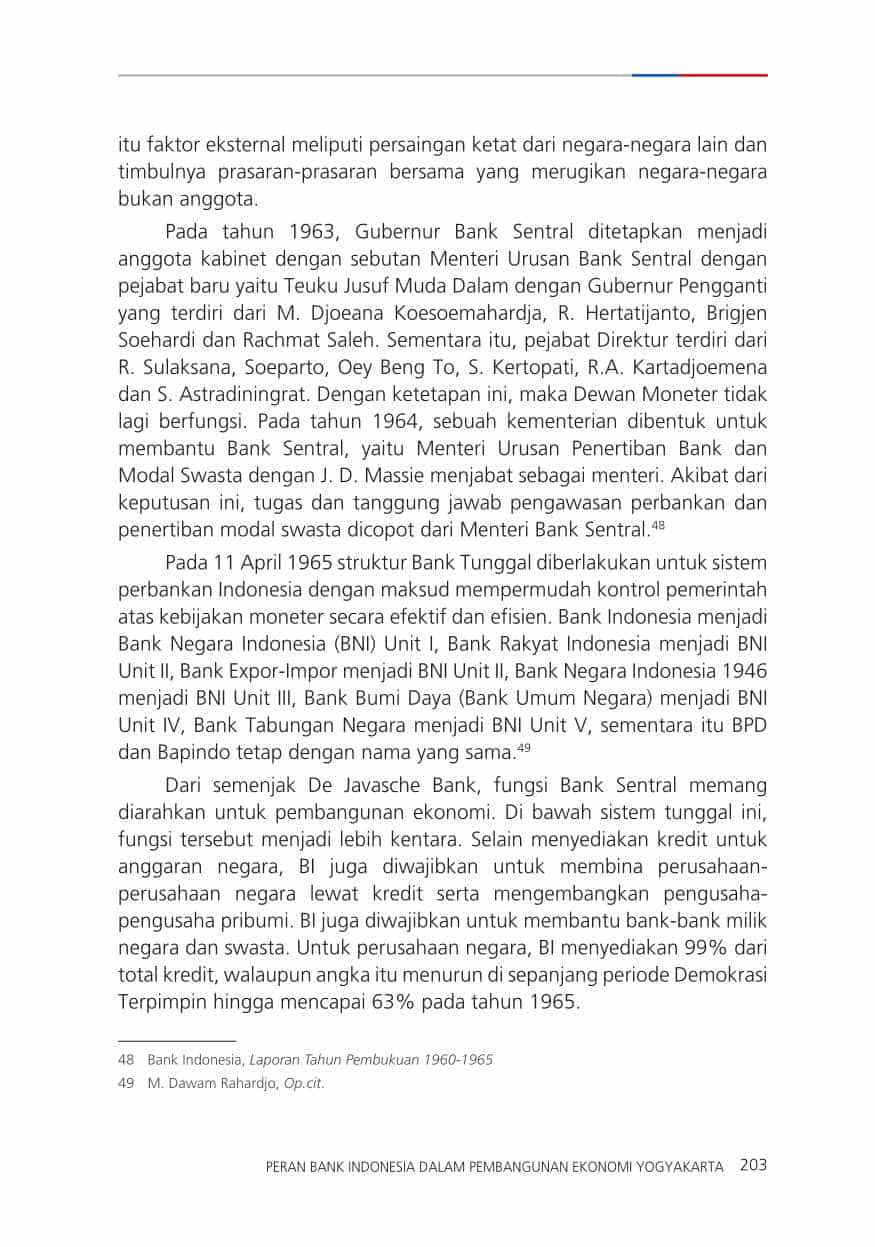 itu faktor eksternal meliputi persaingan ketat dari negara-negara lain dan
timbulnya prasaran-prasaran bersama yang merugikan negara-negara
bukan anggota.
Pada tahun 1963, Gubernur Bank Sentral ditetapkan menjadi
anggota kabinet dengan sebutan Menteri Urusan Bank Sentral dengan
pejabat baru yaitu Teuku Jusuf Muda Dalam dengan Gubernur Pengganti
yang terdiri dari M. Djoeana Koesoemahardja, R. Hertatijanto, Brigjen
Soehardi dan Rachmat Saleh. Sementara itu, pejabat Direktur terdiri dari
R. Sulaksana, Soeparto, Oey Beng To, S. Kertopati, R.A. Kartadjoemena
dan S. Astradiningrat. Dengan ketetapan ini, maka Dewan Moneter tidak
lagi berfungsi. Pada tahun 1964, sebuah kementerian dibentuk untuk
membantu Bank Sentral, yaitu Menteri Urusan Penertiban Bank dan
Modal Swasta dengan J. D. Massie menjabat sebagai menteri. Akibat dari
keputusan ini, tugas dan tanggung jawab pengawasan perbankan dan
penertiban modal swasta dicopot dari Menteri Bank Sentral.48
Pada 11 April 1965 struktur Bank Tunggal diberlakukan untuk sistem
perbankan Indonesia dengan maksud mempermudah kontrol pemerintah
atas kebijakan moneter secara efektif dan efisien. Bank Indonesia menjadi
Bank Negara Indonesia (BNI) Unit I, Bank Rakyat Indonesia menjadi BNI
Unit II, Bank Expor-Impor menjadi BNI Unit II, Bank Negara Indonesia 1946
menjadi BNI Unit III, Bank Bumi Daya (Bank Umum Negara) menjadi BNI
Unit IV, Bank Tabungan Negara menjadi BNI Unit V, sementara itu BPD
dan Bapindo tetap dengan nama yang sama.49
Dari semenjak De Javasche Bank, fungsi Bank Sentral memang
diarahkan untuk pembangunan ekonomi. Di bawah sistem tunggal ini,
fungsi tersebut menjadi lebih kentara. Selain menyediakan kredit untuk
anggaran negara, BI juga diwajibkan untuk membina perusahaan-
perusahaan negara lewat kredit serta mengembangkan pengusaha-
pengusaha pribumi. BI juga diwajibkan untuk membantu bank-bank milik
negara dan swasta. Untuk perusahaan negara, BI menyediakan 99% dari
total kredit, walaupun angka itu menurun di sepanjang periode Demokrasi
Terpimpin hingga mencapai 63% pada tahun 1965.
48 Bank Indonesia, Laporan Tahun Pembukuan 1960-1965
49 M. Dawam Rahardjo, Op.cit.
PERAN BANK INDONESIA DALAM PEMBANGUNAN EKONOMI YOGYAKARTA 203